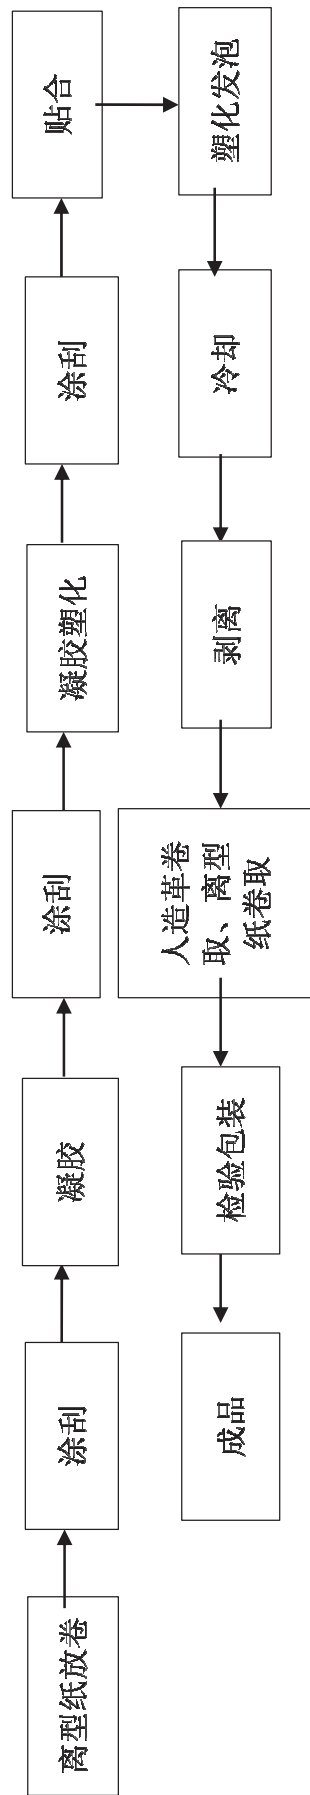 离型纸放卷
涂刮
凝胶
涂刮
凝胶塑化
涂刮
贴合
塑化发泡
冷却
剥离
人造革卷
取、离型
纸卷取
检验包装
成品